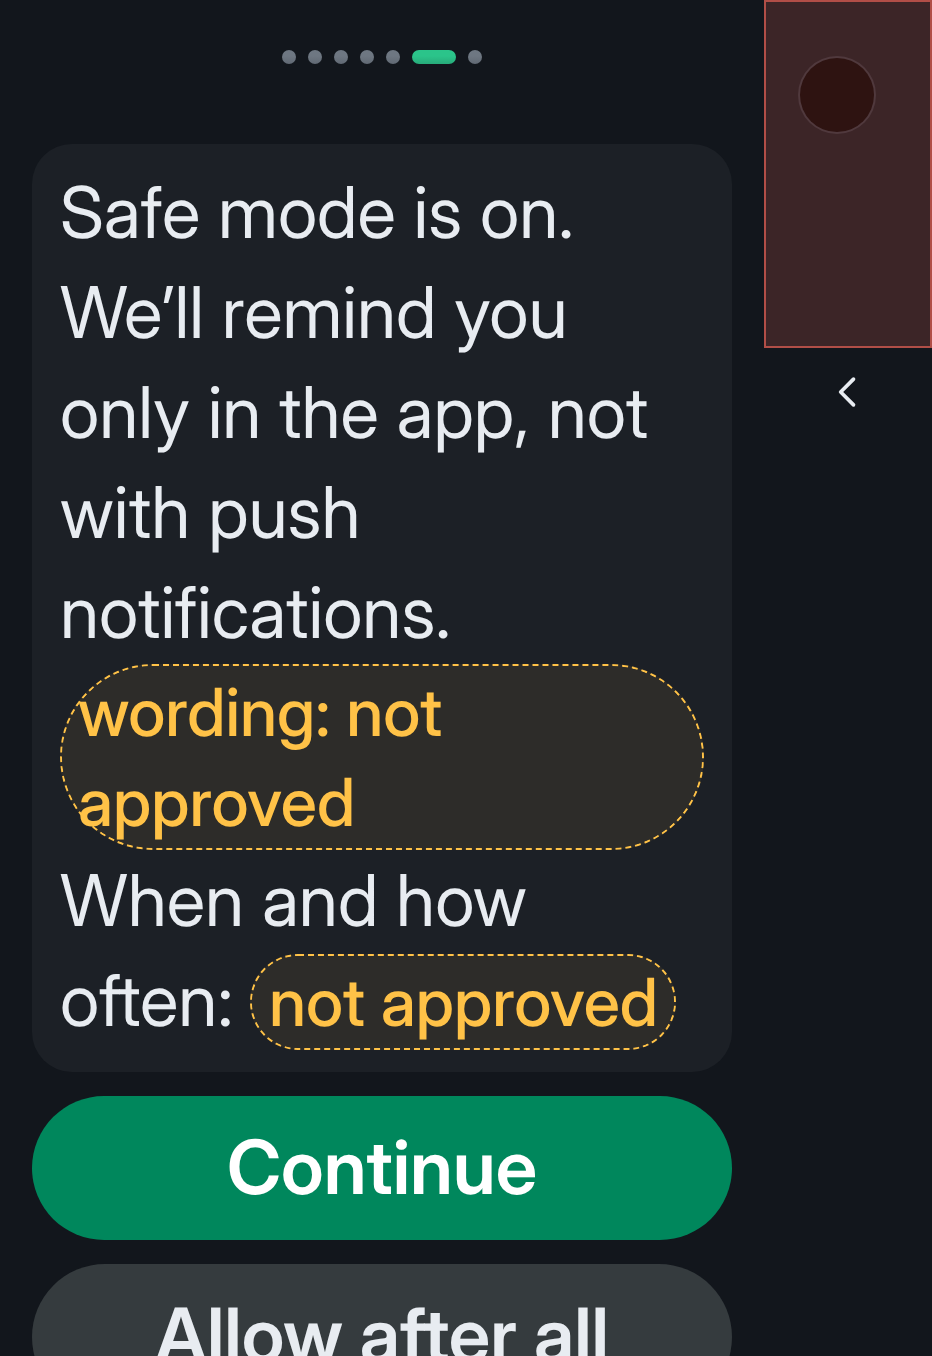 Safe mode is on.
We’ll remind you
only in the app, not
with push
notifications.
wording: not
approved
When and how
often: not approved
Continue
Allow after all